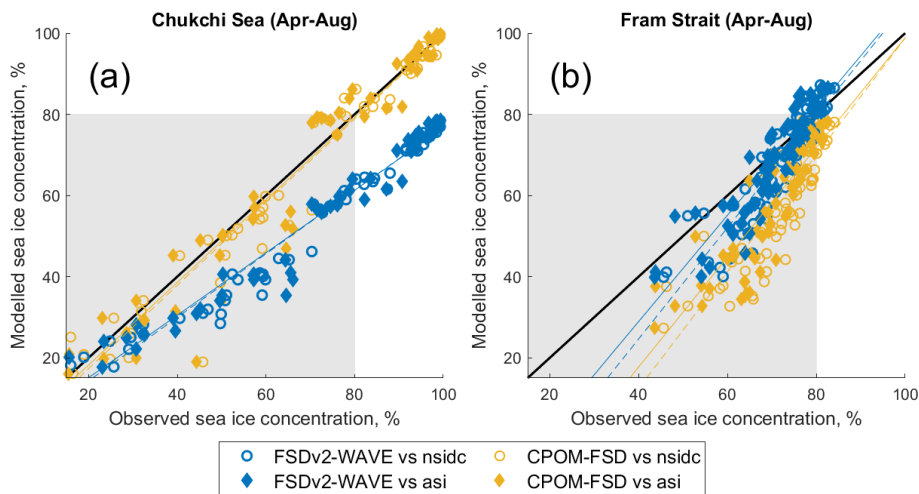 Chukchi Sea (Apr-Aug)
(a)
Modelled sea ice concentration, %
100
80
60
40
20
20 40 60 80 100
Observed sea ice concentration, %
Fram Strait (Apr-Aug)
(b)
Modelled sea ice concentration, %
100
80
60
40
20
20 40 60 80 100
Observed sea ice concentration, %
FSDv2-WAVE vs nsidc
FSDv2-WAVE vs asi
CPOM-FSD vs nsidc
CPOM-FSD vs asi